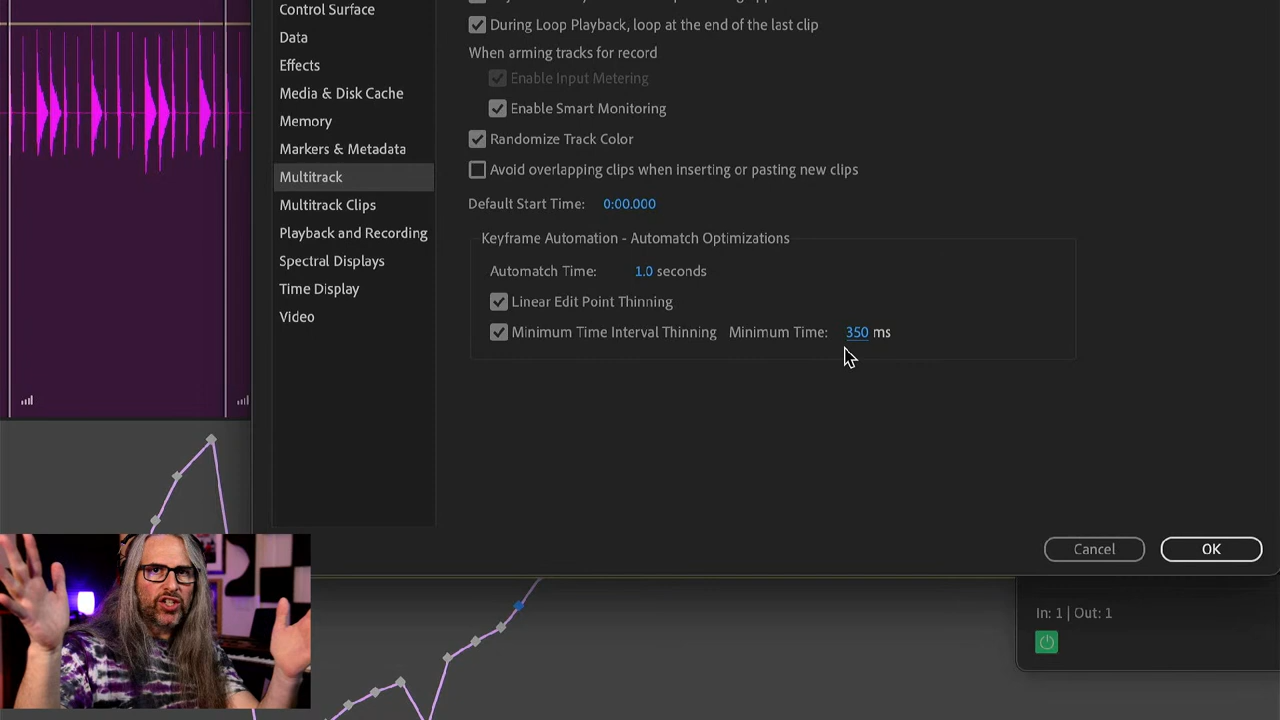 Control Surface
Data
Effects
Media & Disk Cache
Memory
Markers & Metadata
Multitrack
Multitrack Clips
Playback and Recording
Spectral Displays
Time Display
Video
During Loop Playback, loop at the end of the last clip
When arming tracks for record
Enable Input Metering
Enable Smart Monitoring
Randomize Track Color
Avoid overlapping clips when inserting or pasting new clips
Default Start Time: 0:00.000
Keyframe Automation - Automatch Optimizations
Automatch Time: 1.0 seconds
Linear Edit Point Thinning
Minimum Time Interval Thinning Minimum Time: 350 ms
Cancel OK
In: 1 | Out: 1